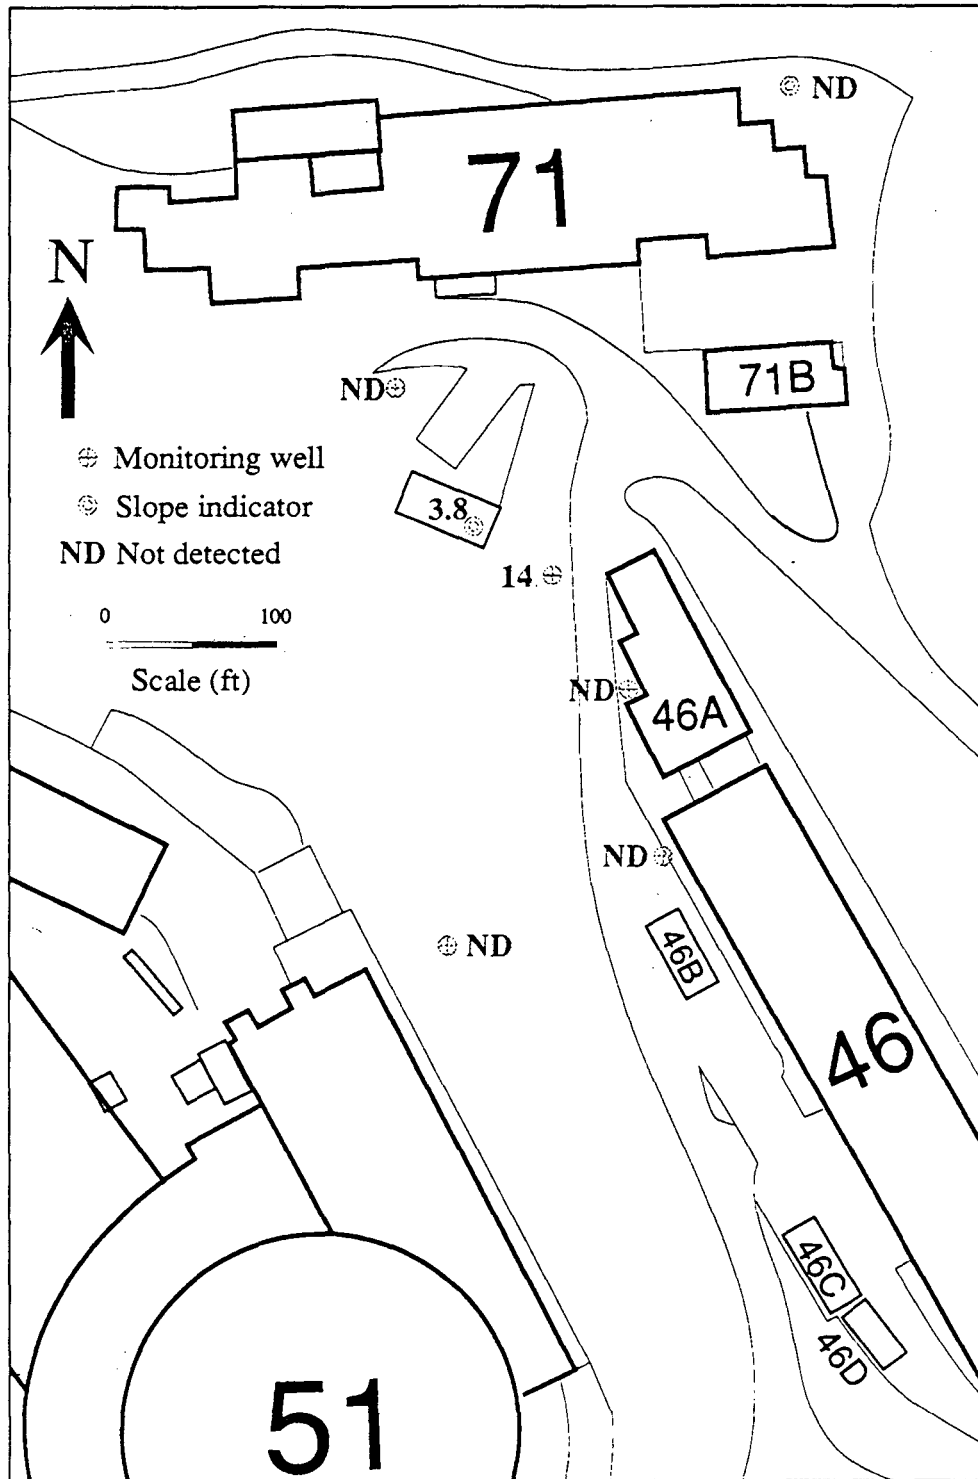 ND
71
N
ND
71B
Monitoring well
Slope indicator
3.8
ND Not detected
14
0 100
Scale (ft)
ND
46A
ND
ND
46B
46
46C
46D
51